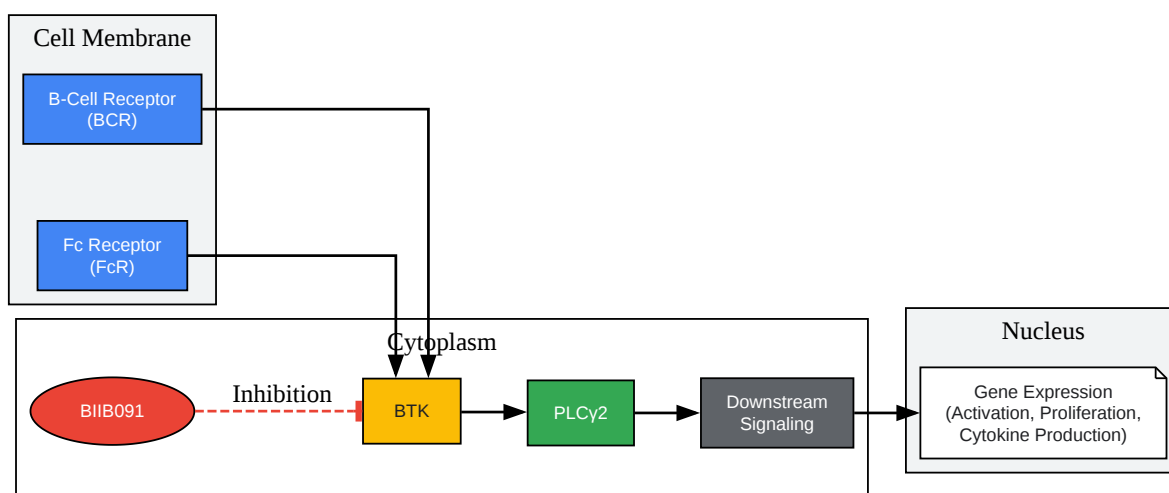 Cell Membrane
B-Cell Receptor
(BCR)
Fc Receptor
(FcR)
Cytoplasm
BIIB091
Inhibition
BTK
PLCγ2
Downstream
Signaling
Nucleus
Gene Expression
(Activation, Proliferation,
Cytokine Production)